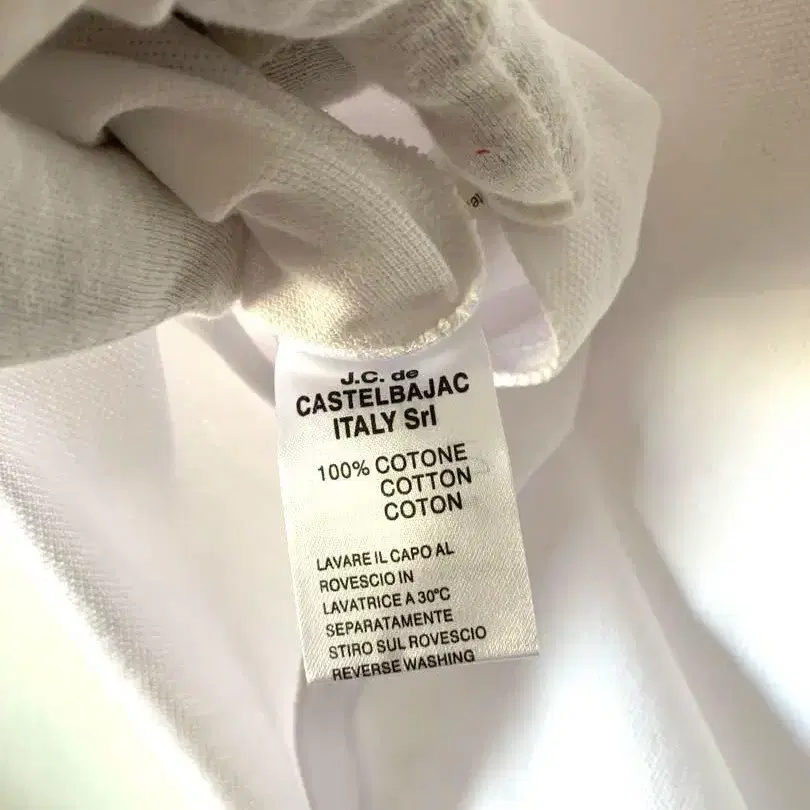 J.C. de
CASTELBAJAC
ITALY Srl
100% COTONE
COTTON
COTON
LAVARE IL CAPO AL
ROVESCIO IN
LAVATRICE A 30°C
SEPARATAMENTE
STIRO SUL ROVESCIO
REVERSE WASHING